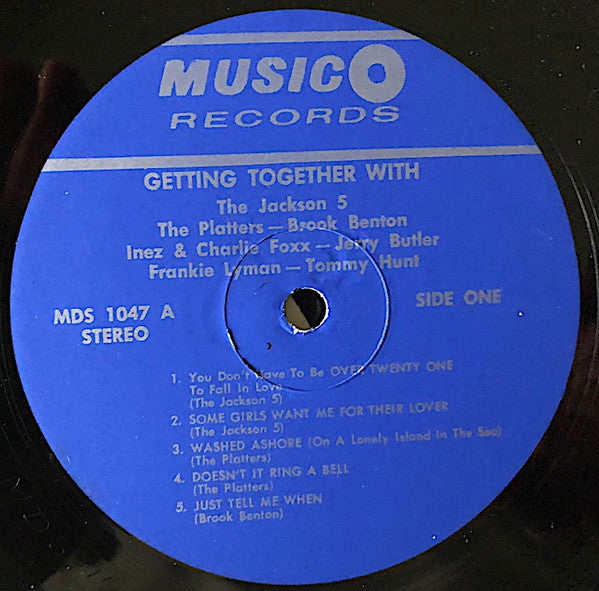 MUSICO
RECORDS
GETTING TOGETHER WITH
The Jackson 5
The Platters — Brook Benton
Inez & Charlie Foxx — Jerry Butler
Frankie Lyman — Tommy Hunt
MDS 1047 A
STEREO
SIDE ONE
1. You Don't Have To Be OVER TWENTY ONE
To Fall In Love
(The Jackson 5)
2. SOME GIRLS WANT ME FOR THEIR LOVER
(The Jackson 5)
3. WASHED ASHORE (On A Lonely Island In The Sea)
(The Platters)
4. DOESN'T IT RING A BELL
(The Platters)
5. JUST TELL ME WHEN
(Brook Benton)